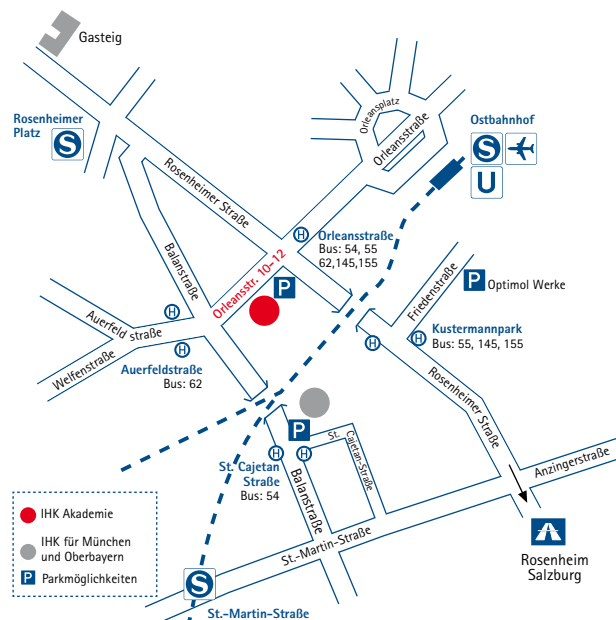 Gasteig
Rosenheimer
Platz
S
Rosenheimer Straße
Orleansplatz
Orleansstraße
Ostbahnhof
S
U
H
Orleansstraße
Bus: 54, 55
62,145,155
Orleansstr. 10-12
P
Balanstraße
Friedenstraße
P
Optimol Werke
H
Auerfeld straße
Welfenstraße
H
Auerfeldstraße
Bus: 62
H
H
Kustermannpark
Bus: 55, 145, 155
Rosenheimer Straße
P
St.
Cajetan-Straße
H
H
St. Cajetan
Straße
Bus: 54
Balanstraße
Anzingerstraße
St.-Martin-Straße
Rosenheim
Salzburg
IHK Akademie
IHK für München
und Oberbayern
P Parkmöglichkeiten
S
St.-Martin-Straße